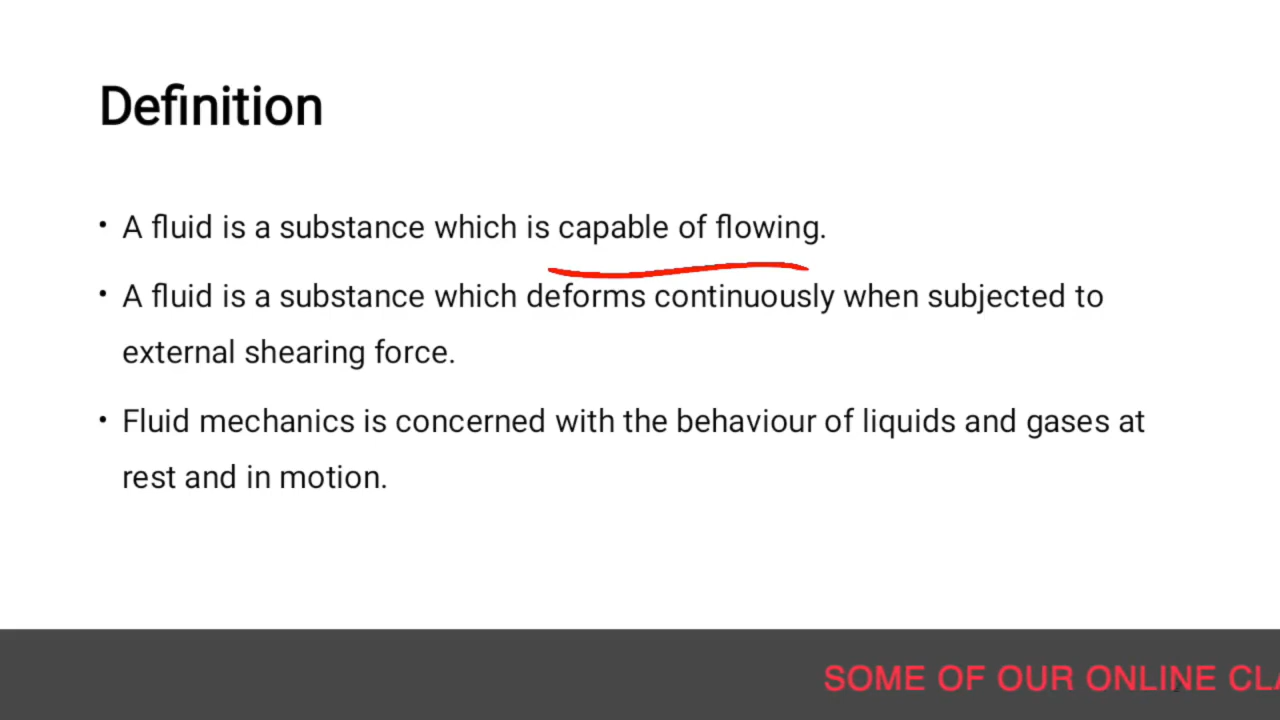 Definition
• A fluid is a substance which is capable of flowing.
• A fluid is a substance which deforms continuously when subjected to
external shearing force.
• Fluid mechanics is concerned with the behaviour of liquids and gases at
rest and in motion.
SOME OF OUR ONLINE